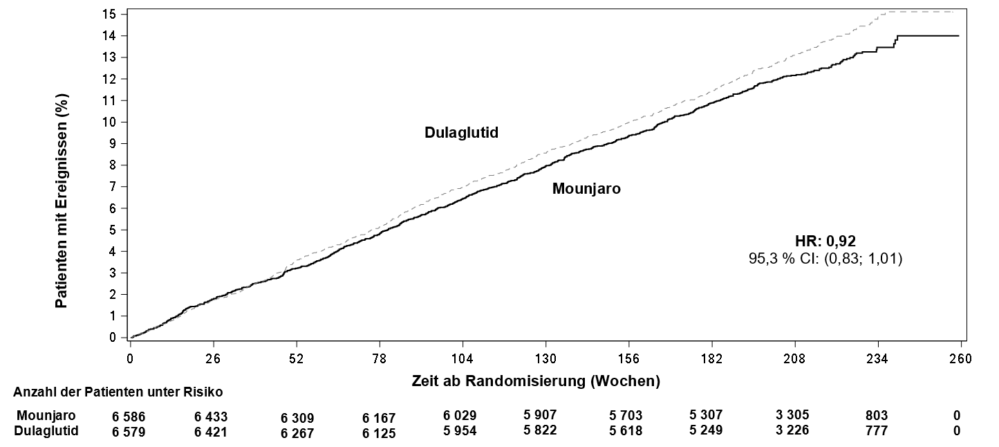 Patienten mit Ereignissen (%)
15
14
13
12
11
10
9
8
7
6
5
4
3
2
1
0
Dulaglutid
Mounjaro
HR: 0,92
95,3 % CI: (0,83; 1,01)
0 26 52 78 104 130 156 182 208 234 260
Zeit ab Randomisierung (Wochen)
Anzahl der Patienten unter Risiko
Mounjaro 6 586 6 433 6 309 6 167 6 029 5 907 5 703 5 307 3 305 803 0
Dulaglutid 6 579 6 421 6 267 6 125 5 954 5 822 5 618 5 249 3 226 777 0